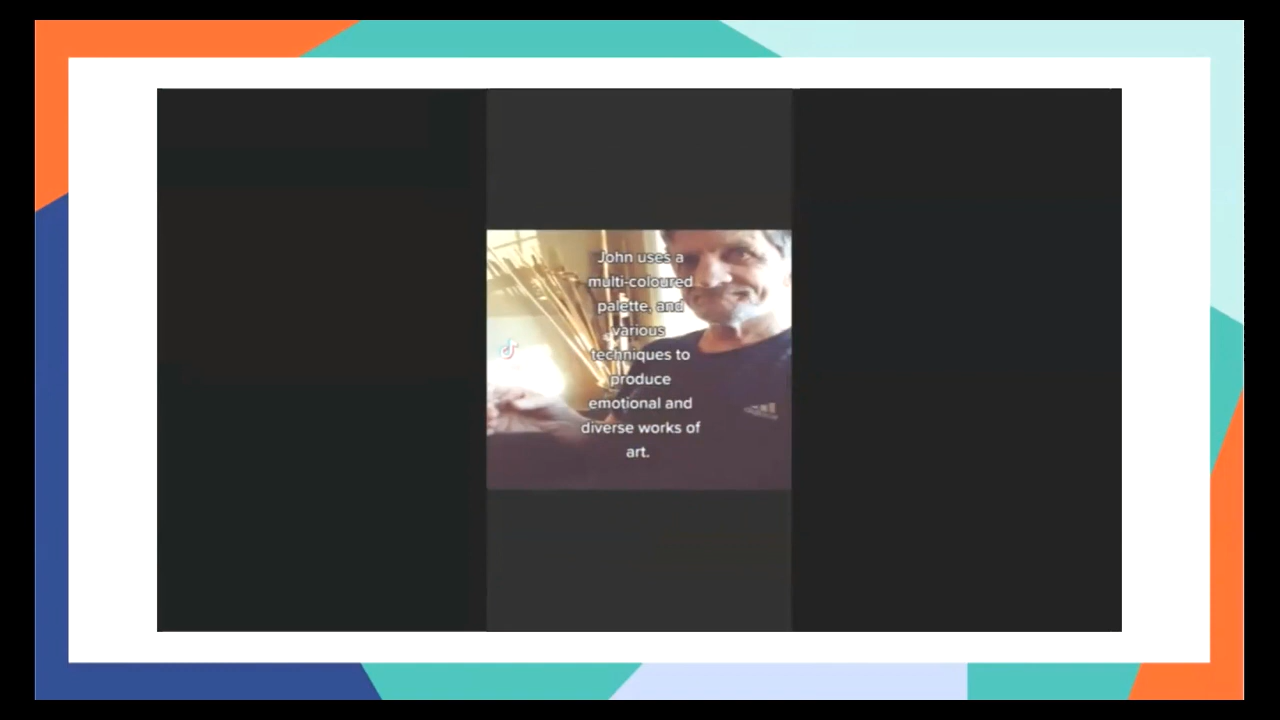 John uses a
multi-coloured
palette, and
various
techniques to
produce
emotional and
diverse works of
art.